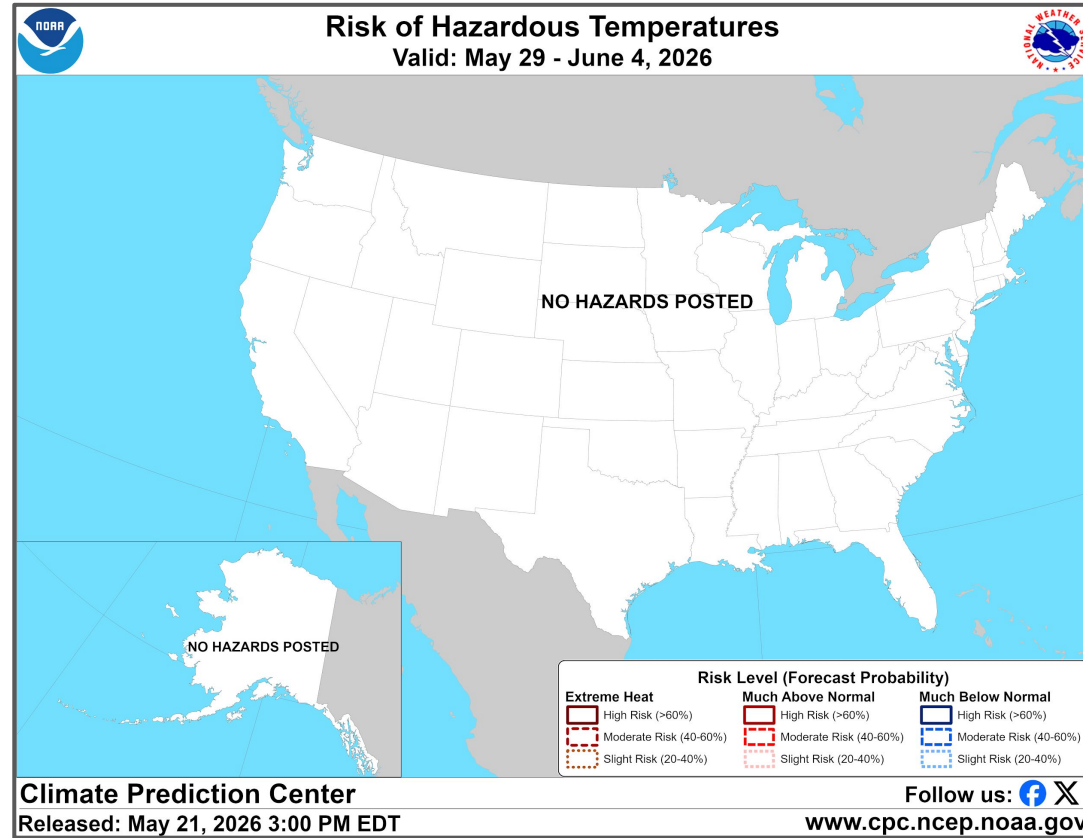 NOAA
Risk of Hazardous Temperatures
Valid: May 29 - June 4, 2026
NATIONAL WEATHER SERVICE
NO HAZARDS POSTED
NO HAZARDS POSTED
Risk Level (Forecast Probability)
Extreme Heat
High Risk (>60%)
Moderate Risk (40-60%)
Slight Risk (20-40%)
Much Above Normal
High Risk (>60%)
Moderate Risk (40-60%)
Slight Risk (20-40%)
Much Below Normal
High Risk (>60%)
Moderate Risk (40-60%)
Slight Risk (20-40%)
Climate Prediction Center
Follow us:
Released: May 21, 2026 3:00 PM EDT
www.cpc.ncep.noaa.gov